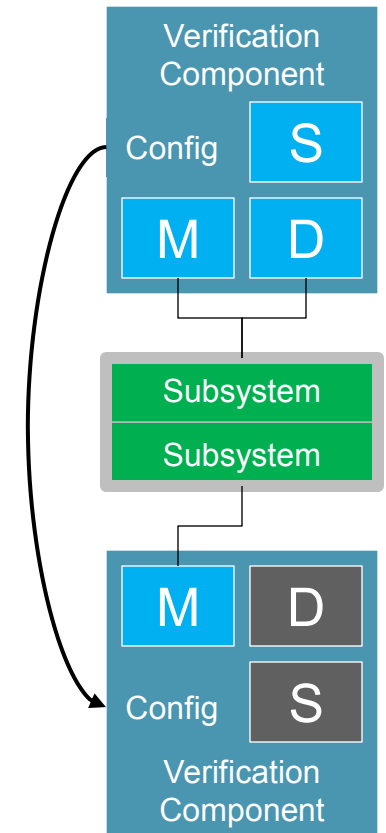 Verification
Component
Config
S
M
D
Subsystem
Subsystem
M
D
Config
S
Verification
Component